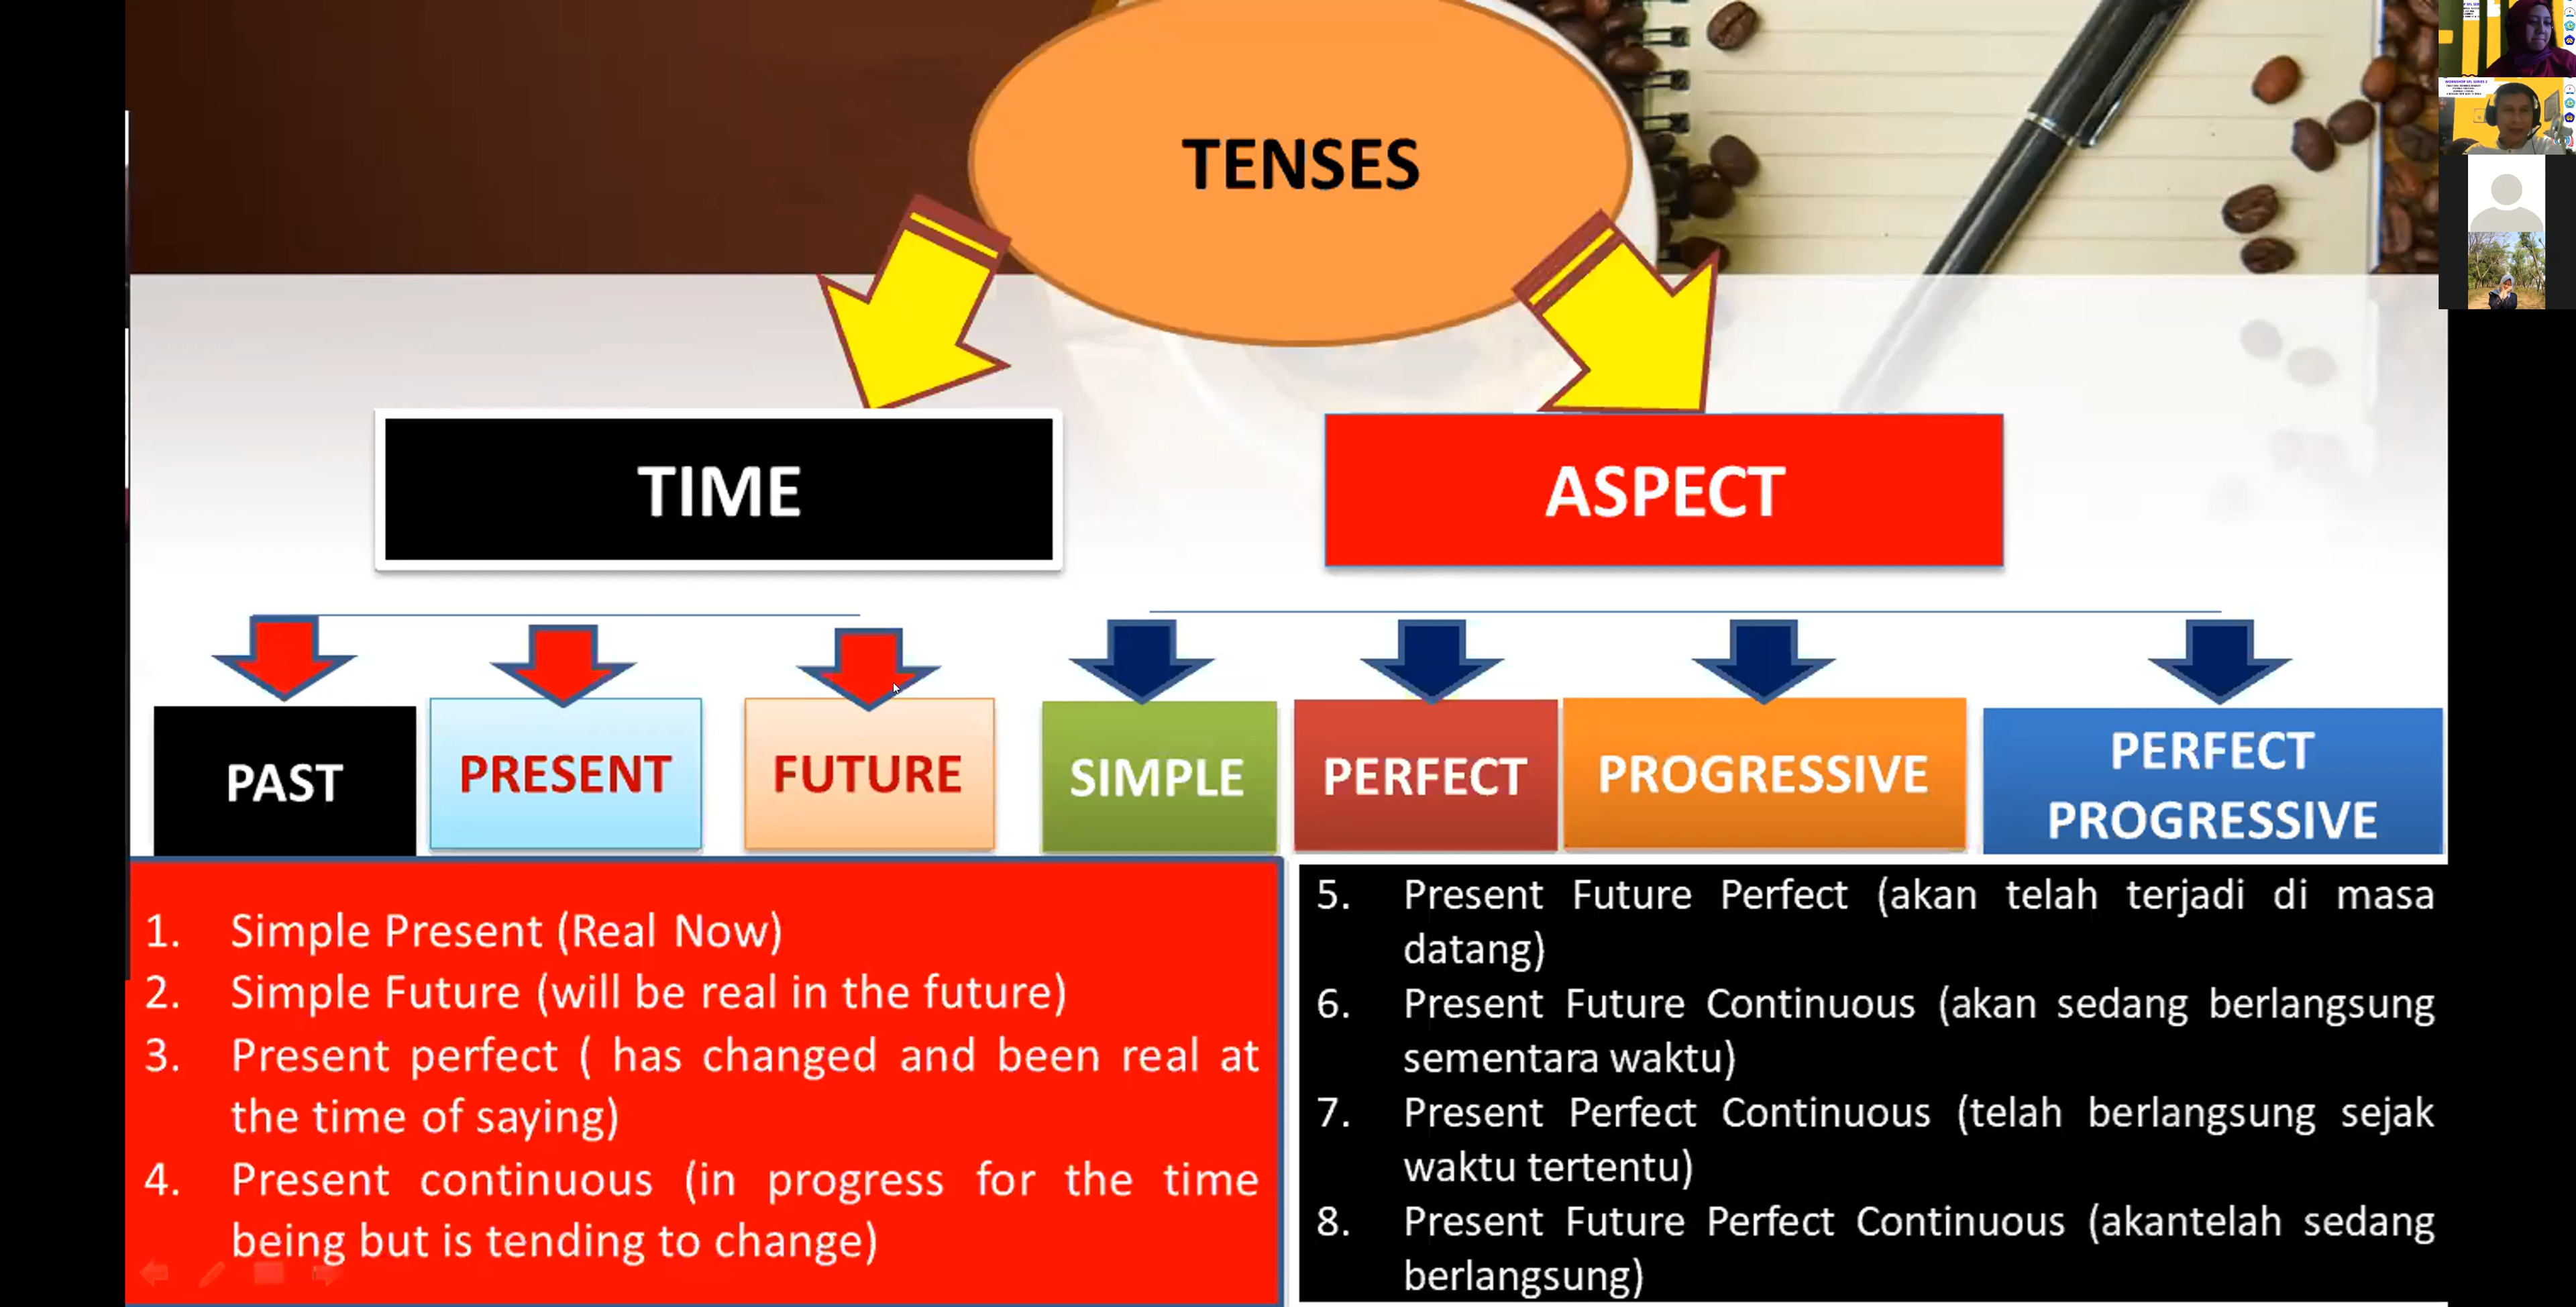 TENSES
TIME
ASPECT
PAST
PRESENT
FUTURE
SIMPLE
PERFECT
PROGRESSIVE
PERFECT
PROGRESSIVE
1. Simple Present (Real Now)
2. Simple Future (will be real in the future)
3. Present perfect ( has changed and been real at
the time of saying)
4. Present continuous (in progress for the time
being but is tending to change)
5. Present Future Perfect (akan telah terjadi di masa
datang)
6. Present Future Continuous (akan sedang berlangsung
sementara waktu)
7. Present Perfect Continuous (telah berlangsung sejak
waktu tertentu)
8. Present Future Perfect Continuous (akantelah sedang
berlangsung)